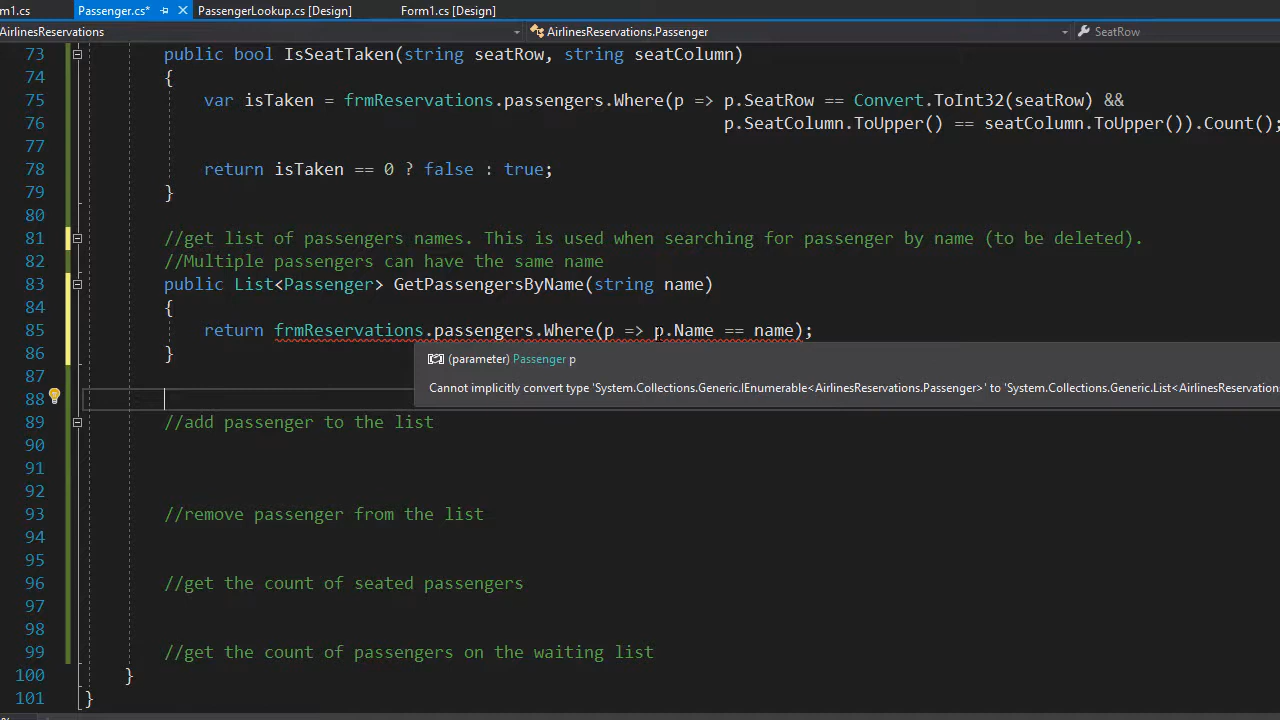 m1.cs Passenger.cs* PassengerLookup.cs [Design] Form1.cs [Design]
AirlinesReservations AirlinesReservations.Passenger SeatRow
73 public bool IsSeatTaken(string seatRow, string seatColumn)
74 {
75 var isTaken = frmReservations.passengers.Where(p => p.SeatRow == Convert.ToInt32(seatRow) &&
76 p.SeatColumn.ToUpper() == seatColumn.ToUpper()).Count();
77
78 return isTaken == 0 ? false : true;
79 }
80
81 //get list of passengers names. This is used when searching for passenger by name (to be deleted).
82 //Multiple passengers can have the same name
83 public List<Passenger> GetPassengersByName(string name)
84 {
85 return frmReservations.passengers.Where(p => p.Name == name);
86 }
(parameter) Passenger p
87
Cannot implicitly convert type 'System.Collections.Generic.IEnumerable<AirlinesReservations.Passenger>' to 'System.Collections.Generic.List<AirlinesReservation
88
89 //add passenger to the list
90
91
92
93 //remove passenger from the list
94
95
96 //get the count of seated passengers
97
98
99 //get the count of passengers on the waiting list
100 }
101 }